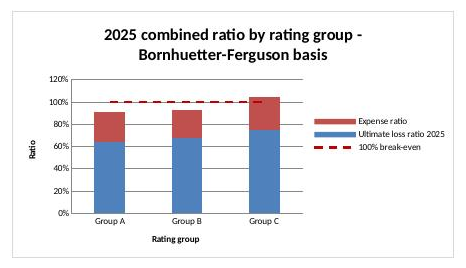 2025 combined ratio by rating group -
Bornhuetter-Ferguson basis
120%
100%
80%
60%
40%
20%
0%
Ratio
Group A
Group B
Group C
Rating group
Expense ratio
Ultimate loss ratio 2025
100% break-even